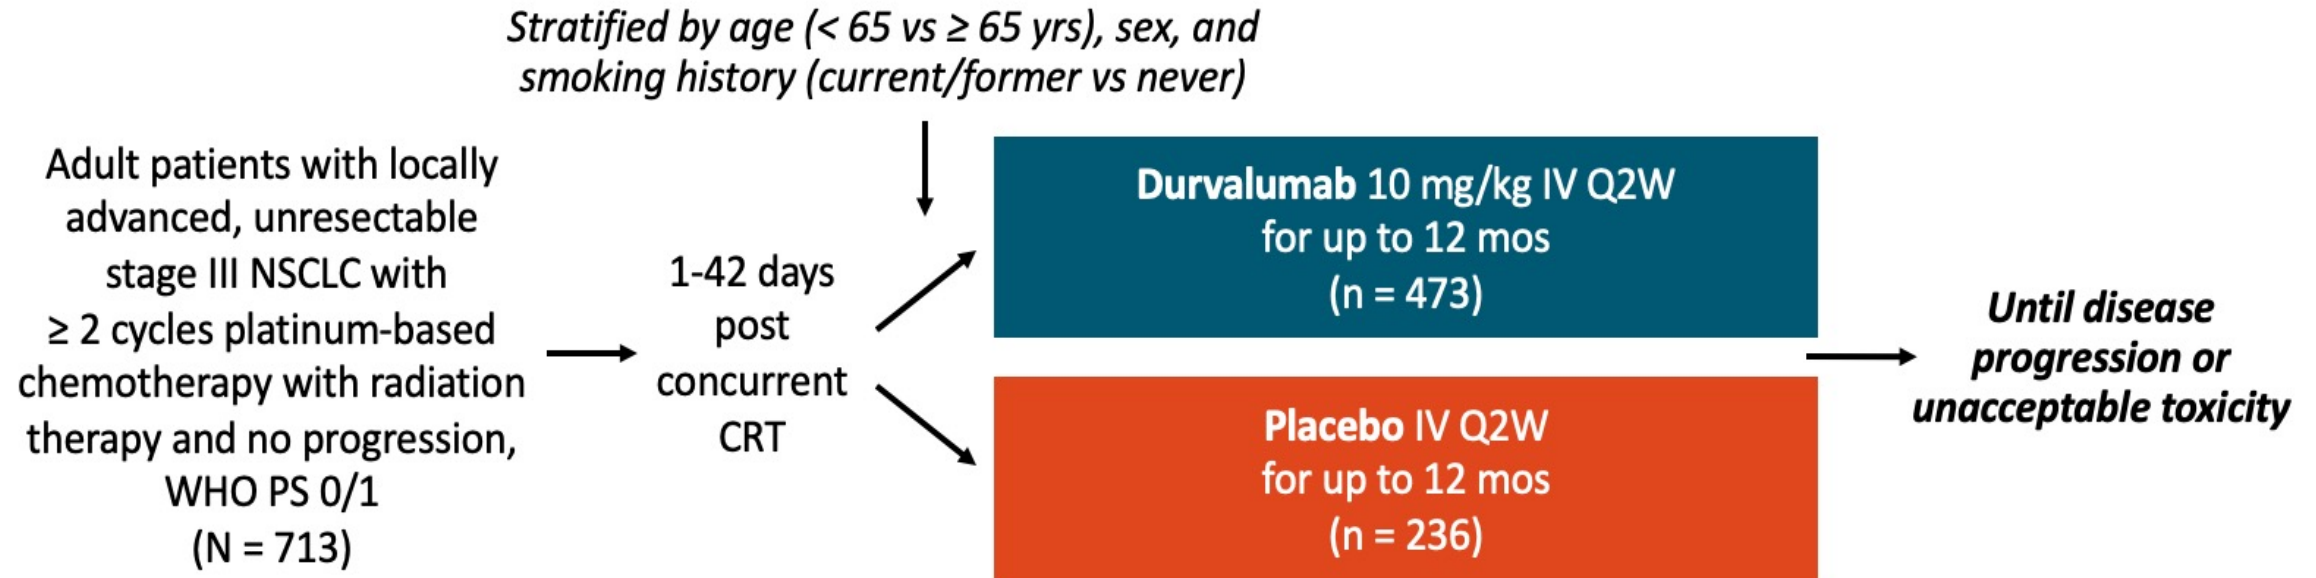 Stratified by age (< 65 vs ≥ 65 yrs), sex, and
smoking history (current/former vs never)
Adult patients with locally
advanced, unresectable
stage III NSCLC with
≥ 2 cycles platinum-based
chemotherapy with radiation
therapy and no progression,
WHO PS 0/1
(N = 713)
1-42 days
post
concurrent
CRT
Durvalumab 10 mg/kg IV Q2W
for up to 12 mos
(n = 473)
Placebo IV Q2W
for up to 12 mos
(n = 236)
Until disease
progression or
unacceptable toxicity